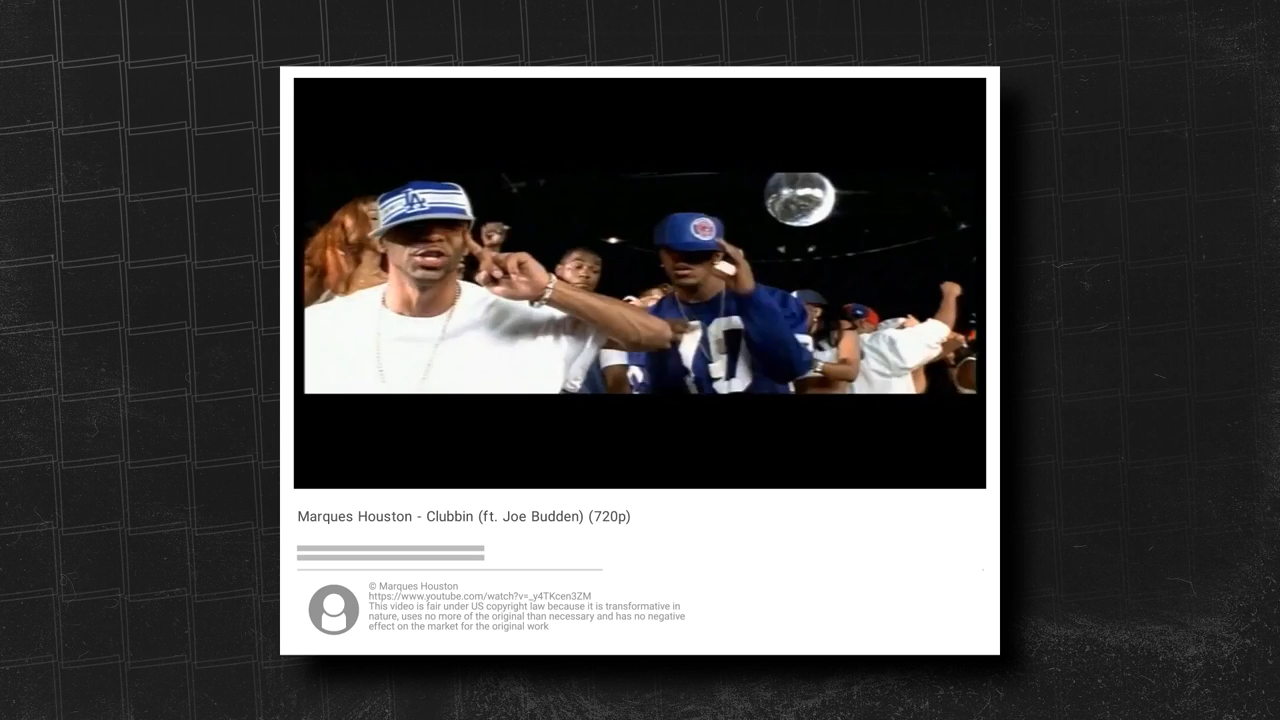 LA
19
Marques Houston - Clubbin (ft. Joe Budden) (720p)
© Marques Houston
https://www.youtube.com/watch?v=_y4TKcen3ZM
This video is fair under US copyright law because it is transformative in
nature, uses no more of the original than necessary and has no negative
effect on the market for the original work